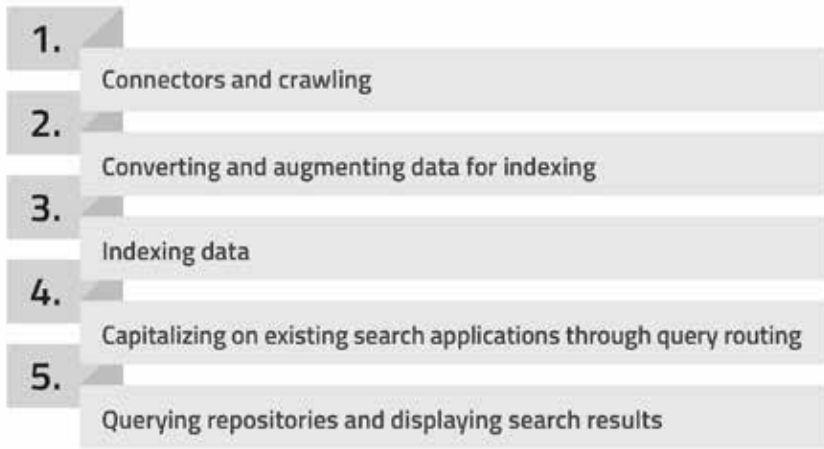 1.
Connectors and crawling
2.
Converting and augmenting data for indexing
3.
Indexing data
4.
Capitalizing on existing search applications through query routing
5.
Querying repositories and displaying search results